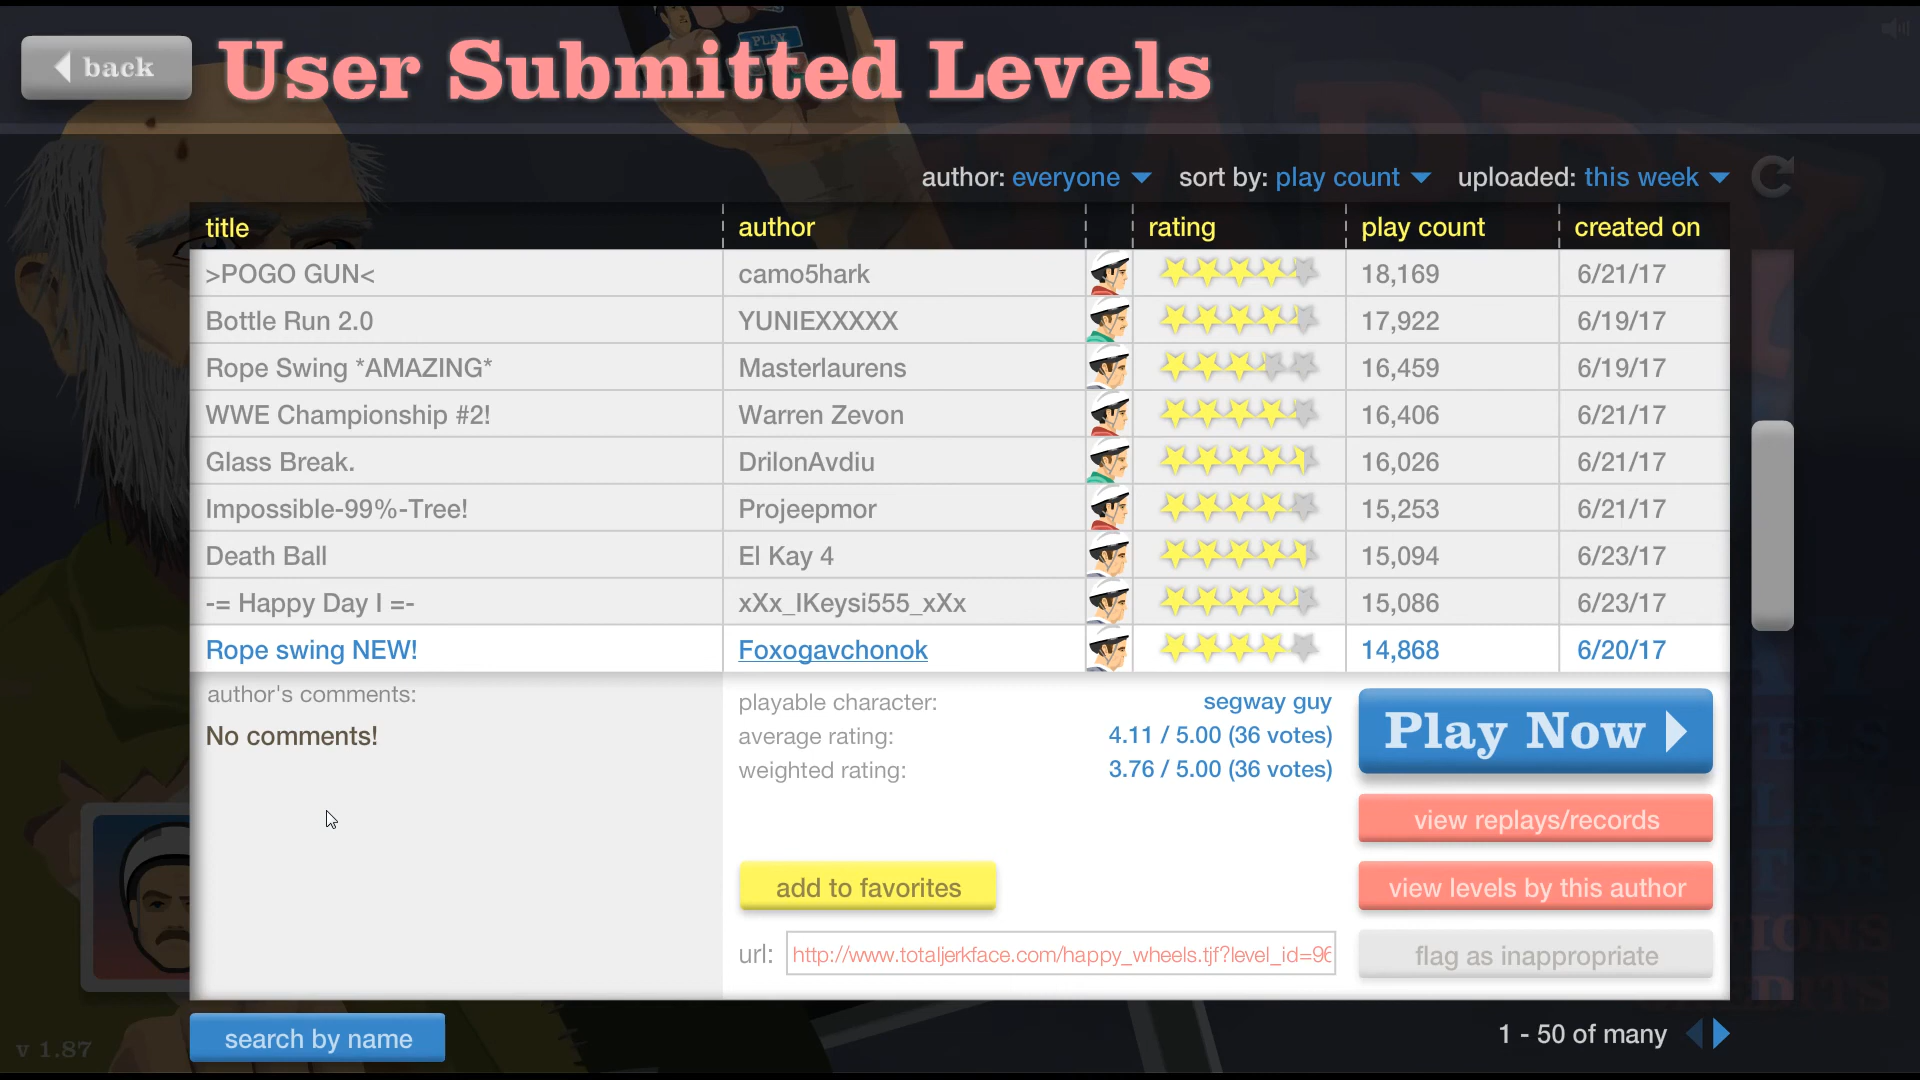 back
User Submitted Levels
author: everyone sort by: play count uploaded: this week
title author rating play count created on
>POGO GUN< camo5hark 18,169 6/21/17
Bottle Run 2.0 YUNIEXXXXX 17,922 6/19/17
Rope Swing *AMAZING* Masterlaurens 16,459 6/19/17
WWE Championship #2! Warren Zevon 16,406 6/21/17
Glass Break. DrilonAvdiu 16,026 6/21/17
Impossible-99%-Tree! Projeepmor 15,253 6/21/17
Death Ball El Kay 4 15,094 6/23/17
-= Happy Day I =- xXx_IKeysi555_xXx 15,086 6/23/17
Rope swing NEW! Foxogavchonok 14,868 6/20/17
author's comments:
No comments!
playable character: segway guy
average rating: 4.11 / 5.00 (36 votes)
weighted rating: 3.76 / 5.00 (36 votes)
Play Now
view replays/records
add to favorites
view levels by this author
url: http://www.totaljerkface.com/happy_wheels.tjf?level_id=96
flag as inappropriate
search by name
1 - 50 of many
v 1.87
PLAY